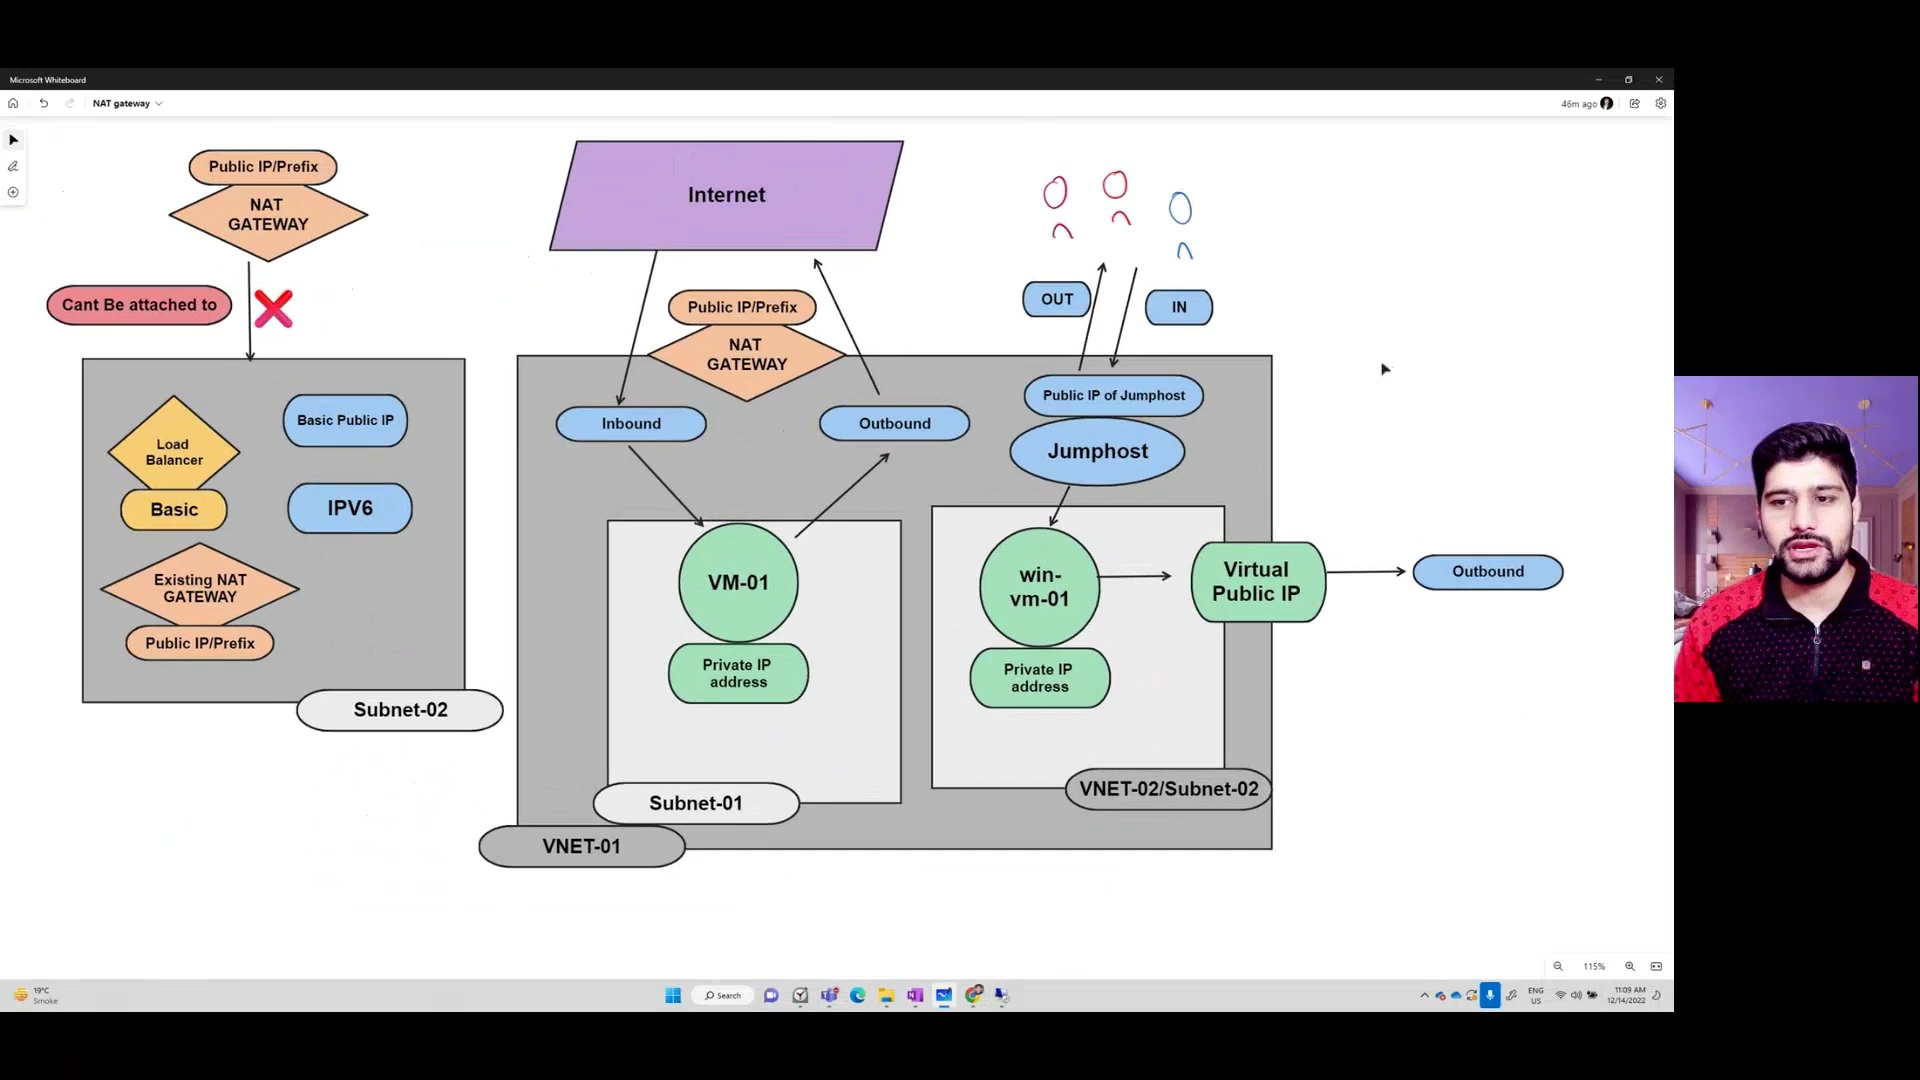 Microsoft Whiteboard
NAT gateway
46m ago
Public IP/Prefix
NAT
GATEWAY
Cant Be attached to
Load
Balancer
Basic
Basic Public IP
IPV6
Existing NAT
GATEWAY
Public IP/Prefix
Subnet-02
Internet
Public IP/Prefix
NAT
GATEWAY
Inbound
Outbound
VM-01
Private IP
address
Subnet-01
VNET-01
OUT
IN
Public IP of Jumphost
Jumphost
win-
vm-01
Private IP
address
VNET-02/Subnet-02
Virtual
Public IP
Outbound
115%
19°C
Smoke
Search
ENG
US
11:09 AM
12/14/2022